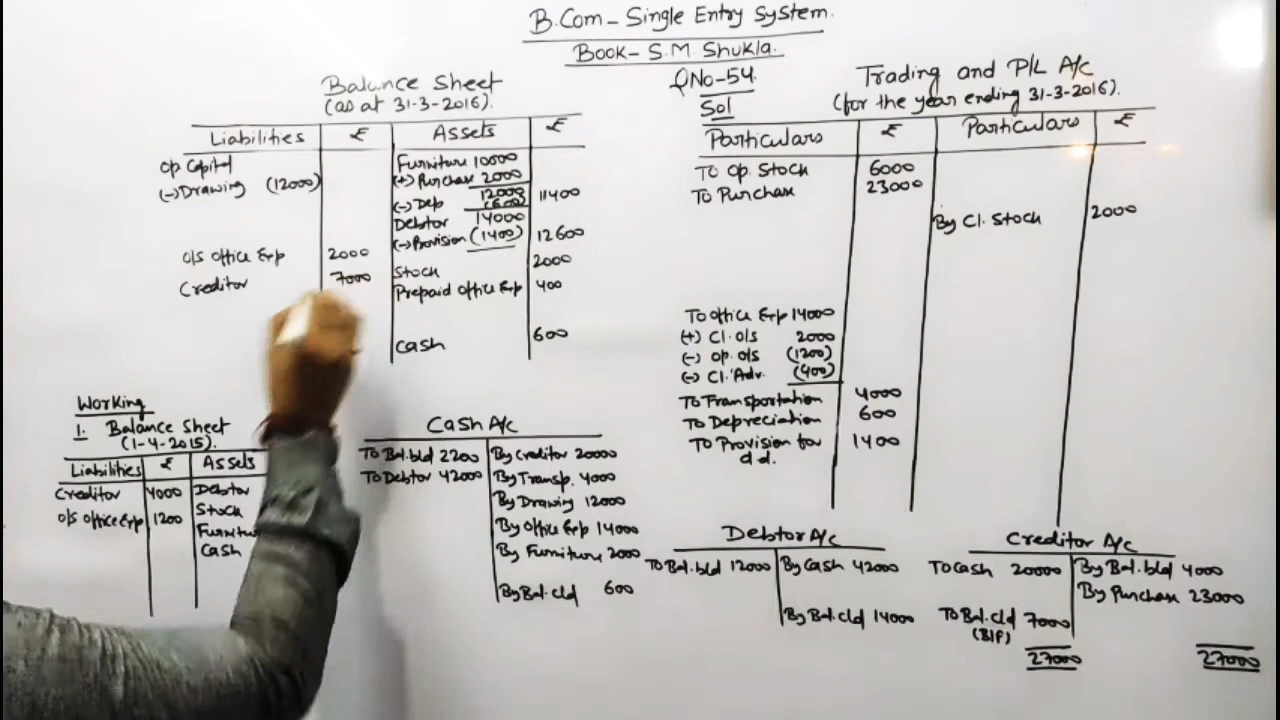 B.Com – Single Entry System.
Book – S.M. Shukla.
QNo-54.
Sol
Balance Sheet
(as at 31-3-2016).
Liabilities ₹ Assets ₹
Op. Capital
(-) Drawing (12000)
O/S office Exp 2000
Creditor 7000
Furniture 10000
(+) Purchase 2000
12000
(-) Dep (600) 11400
Debtor 14000
(-) Provision (1400) 12600
Stock 2000
Prepaid office Exp 400
Cash 600
Trading and P/L A/c
(for the year ending 31-3-2016).
Particulars ₹ Particulars ₹
To Op. Stock 6000
To Purchase 23000
By Cl. Stock 2000
To office Exp 14000
(+) Cl. O/s 2000
(-) Op. O/s (1200)
(-) Cl. Adv. (400)
To Transportation 4000
To Depreciation 600
To Provision for 1400
d.d.
Working
1. Balance Sheet
(1-4-2015).
Liabilities ₹ Assets
Creditor 4000 Debtor
O/S office Exp 1200 Stock
Cash
Cash A/c
To Bal. b/d 2200 By Creditor 20000
To Debtor 42000 By Transp. 4000
By Drawing 12000
By office Exp 14000
By Furniture 2000
By Bal. c/d 600
Debtor A/c
To Bal. b/d 12000 By Cash 42000
By Bal. c/d 14000
Creditor A/c
To Cash 20000 By Bal. b/d 4000
By Purchase 23000
To Bal. c/d 7000
(B/F)
27000 27000